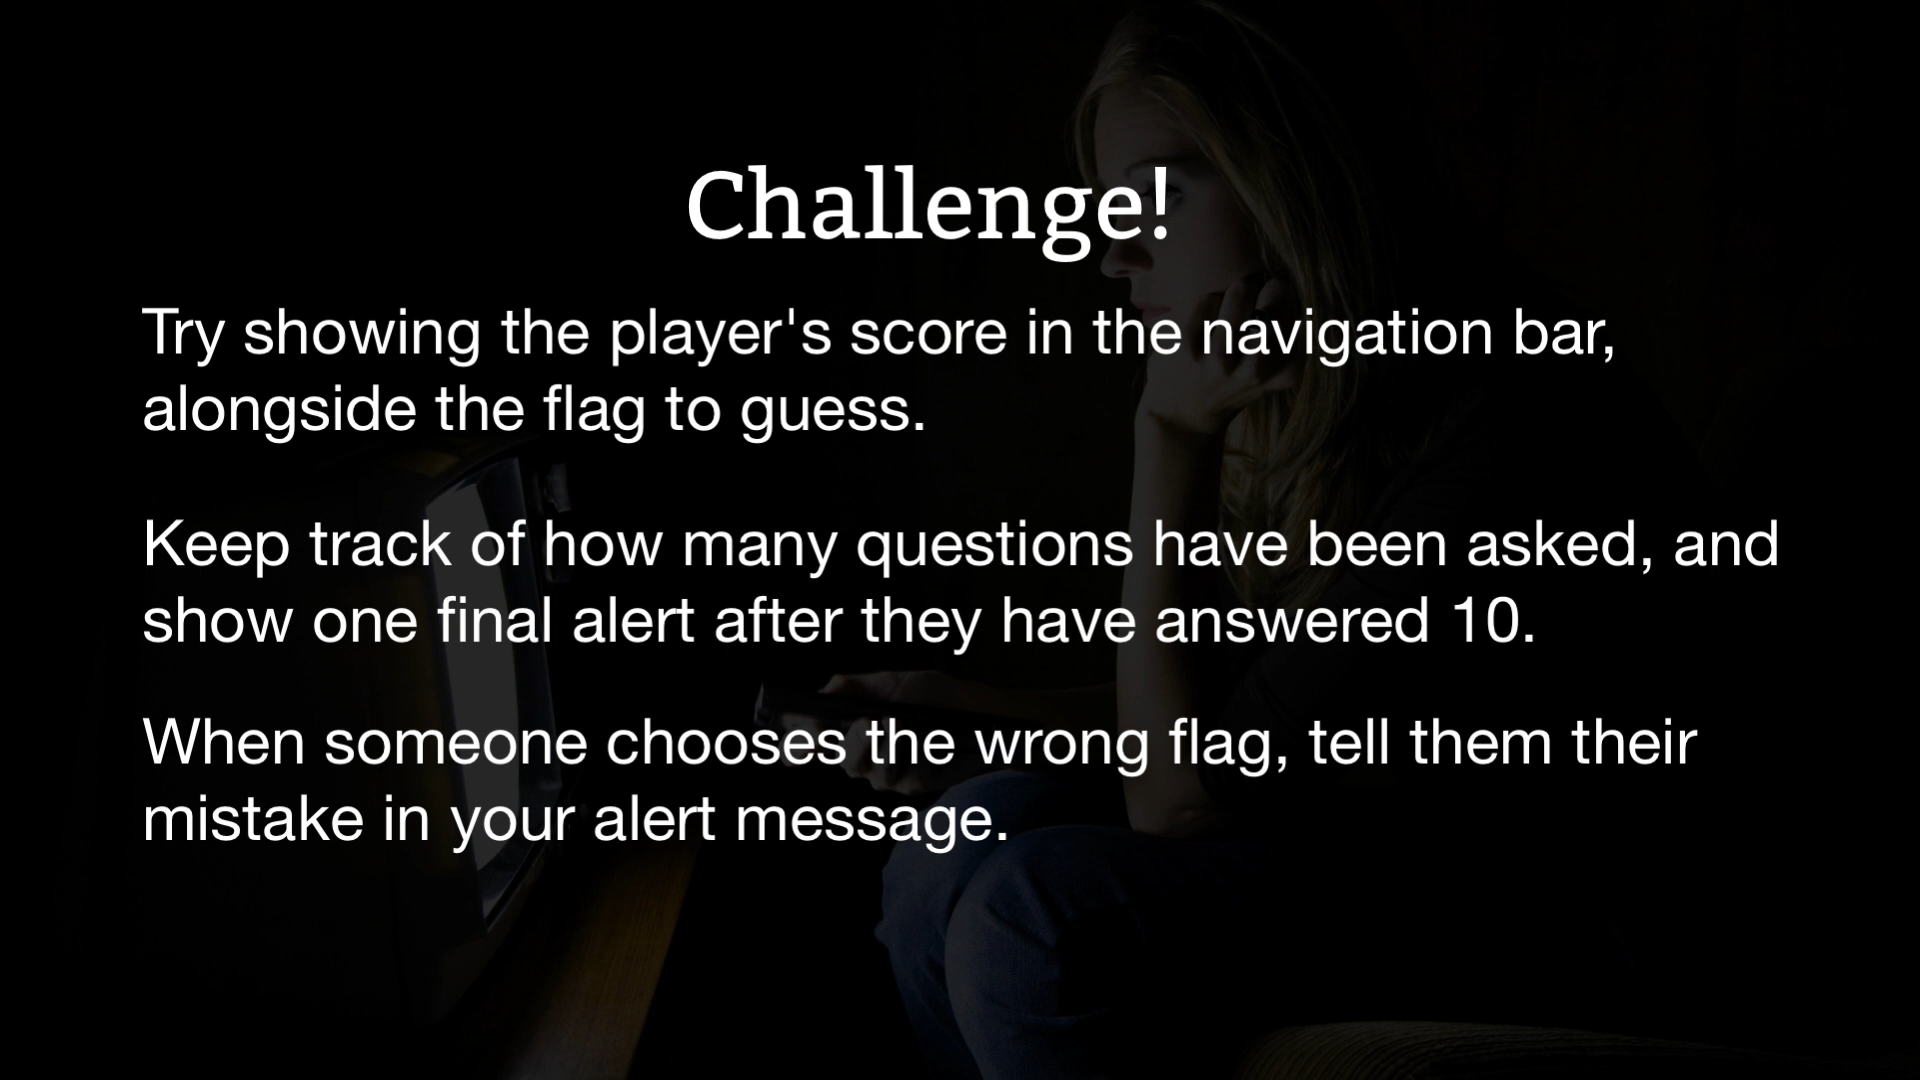 Challenge!
Try showing the player's score in the navigation bar,
alongside the flag to guess.
Keep track of how many questions have been asked, and
show one final alert after they have answered 10.
When someone chooses the wrong flag, tell them their
mistake in your alert message.